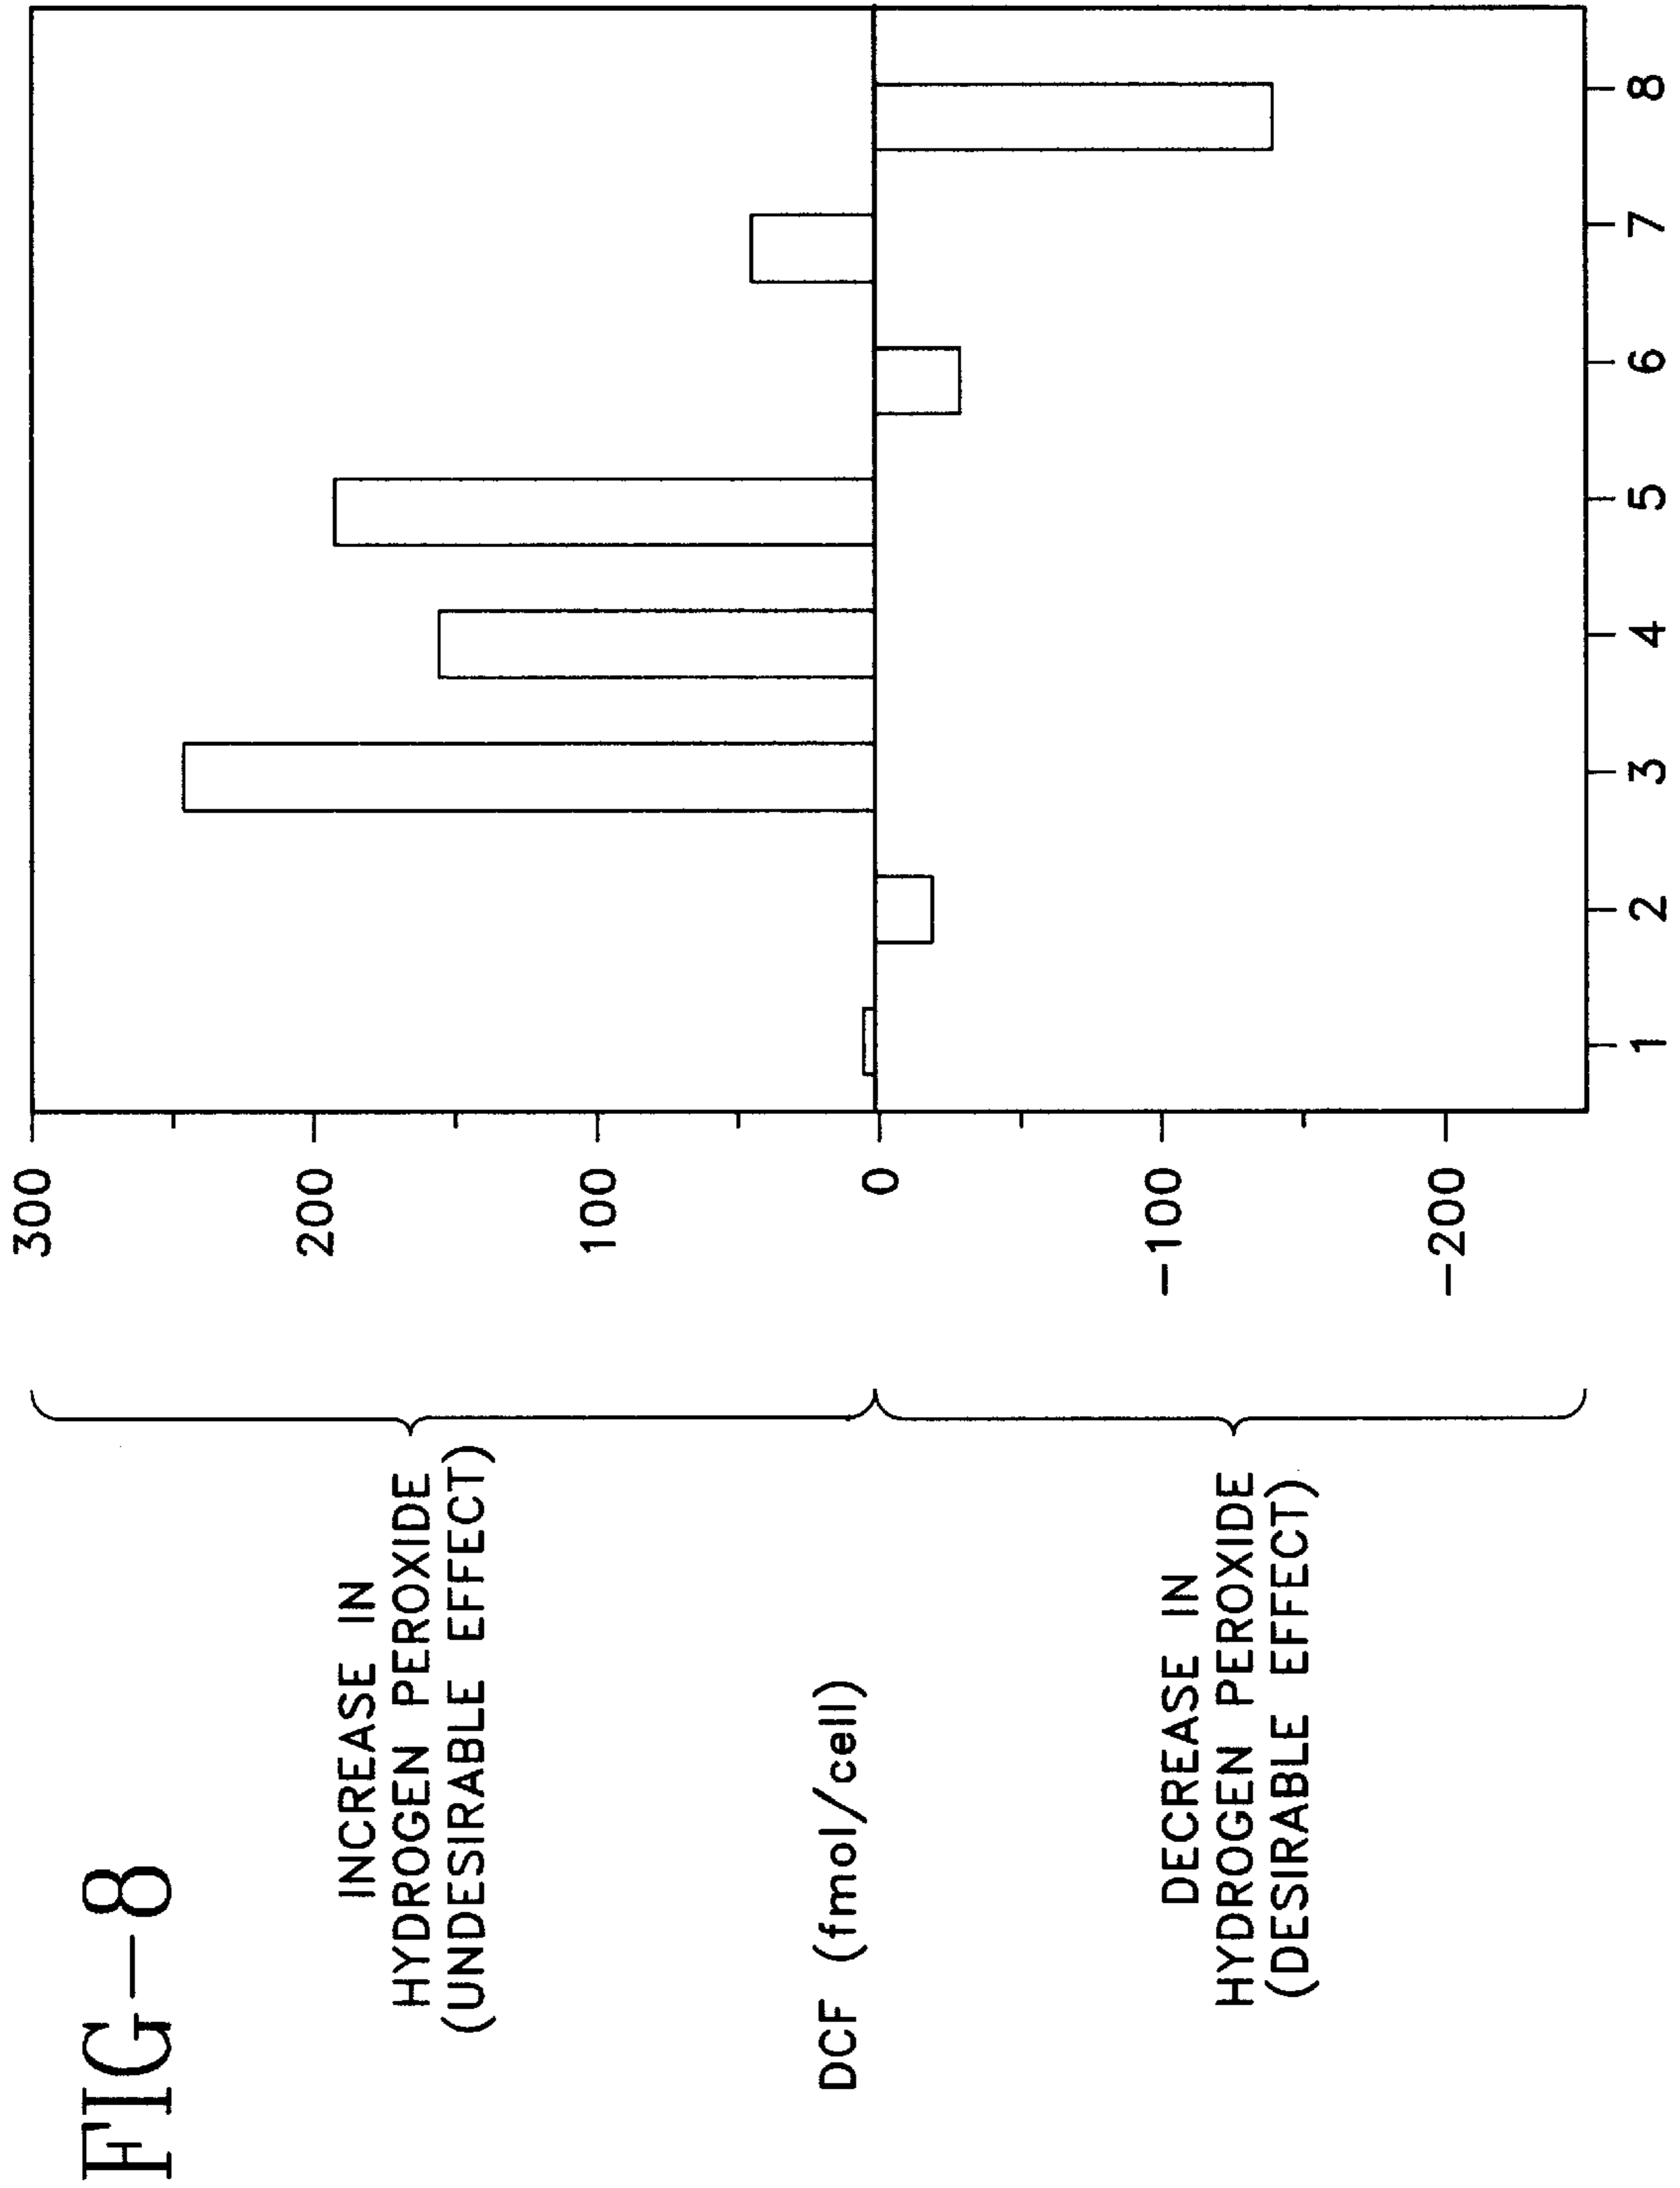 FIG-8
INCREASE IN
HYDROGEN PEROXIDE
(UNDESIRABLE EFFECT)
DCF (fmol/cell)
DECREASE IN
HYDROGEN PEROXIDE
(DESIRABLE EFFECT)
300
200
100
0
-100
-200
1 2 3 4 5 6 7 8